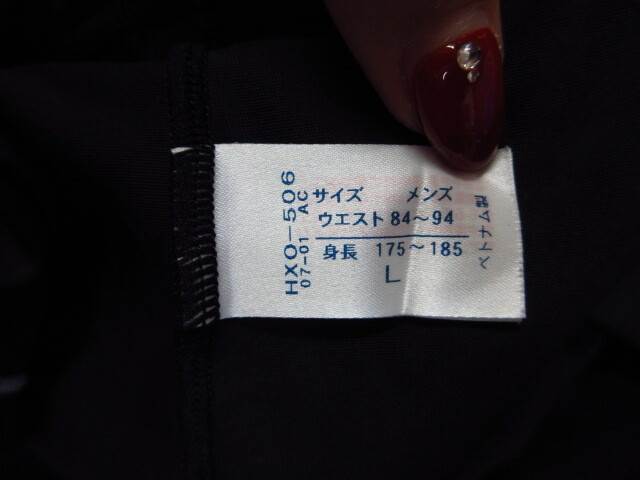 HXO-506
07-01 AC
サイズ メンズ
ウエスト 84～94
身長 175～185
L
ベトナム製